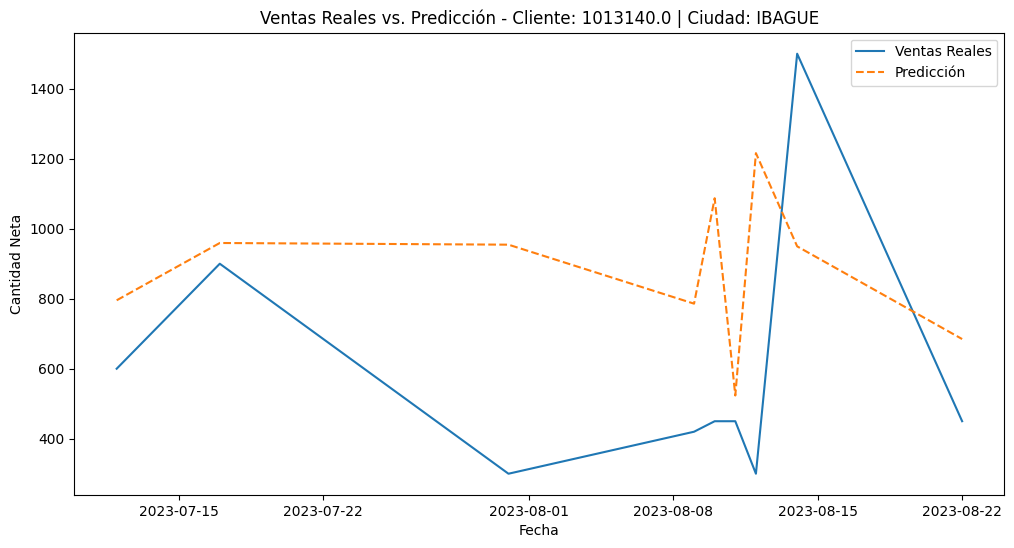 Ventas Reales vs. Predicción - Cliente: 1013140.0 | Ciudad: IBAGUE
Ventas Reales
Predicción
1400
1200
1000
800
600
400
Cantidad Neta
2023-07-15
2023-07-22
2023-08-01
2023-08-08
2023-08-15
2023-08-22
Fecha